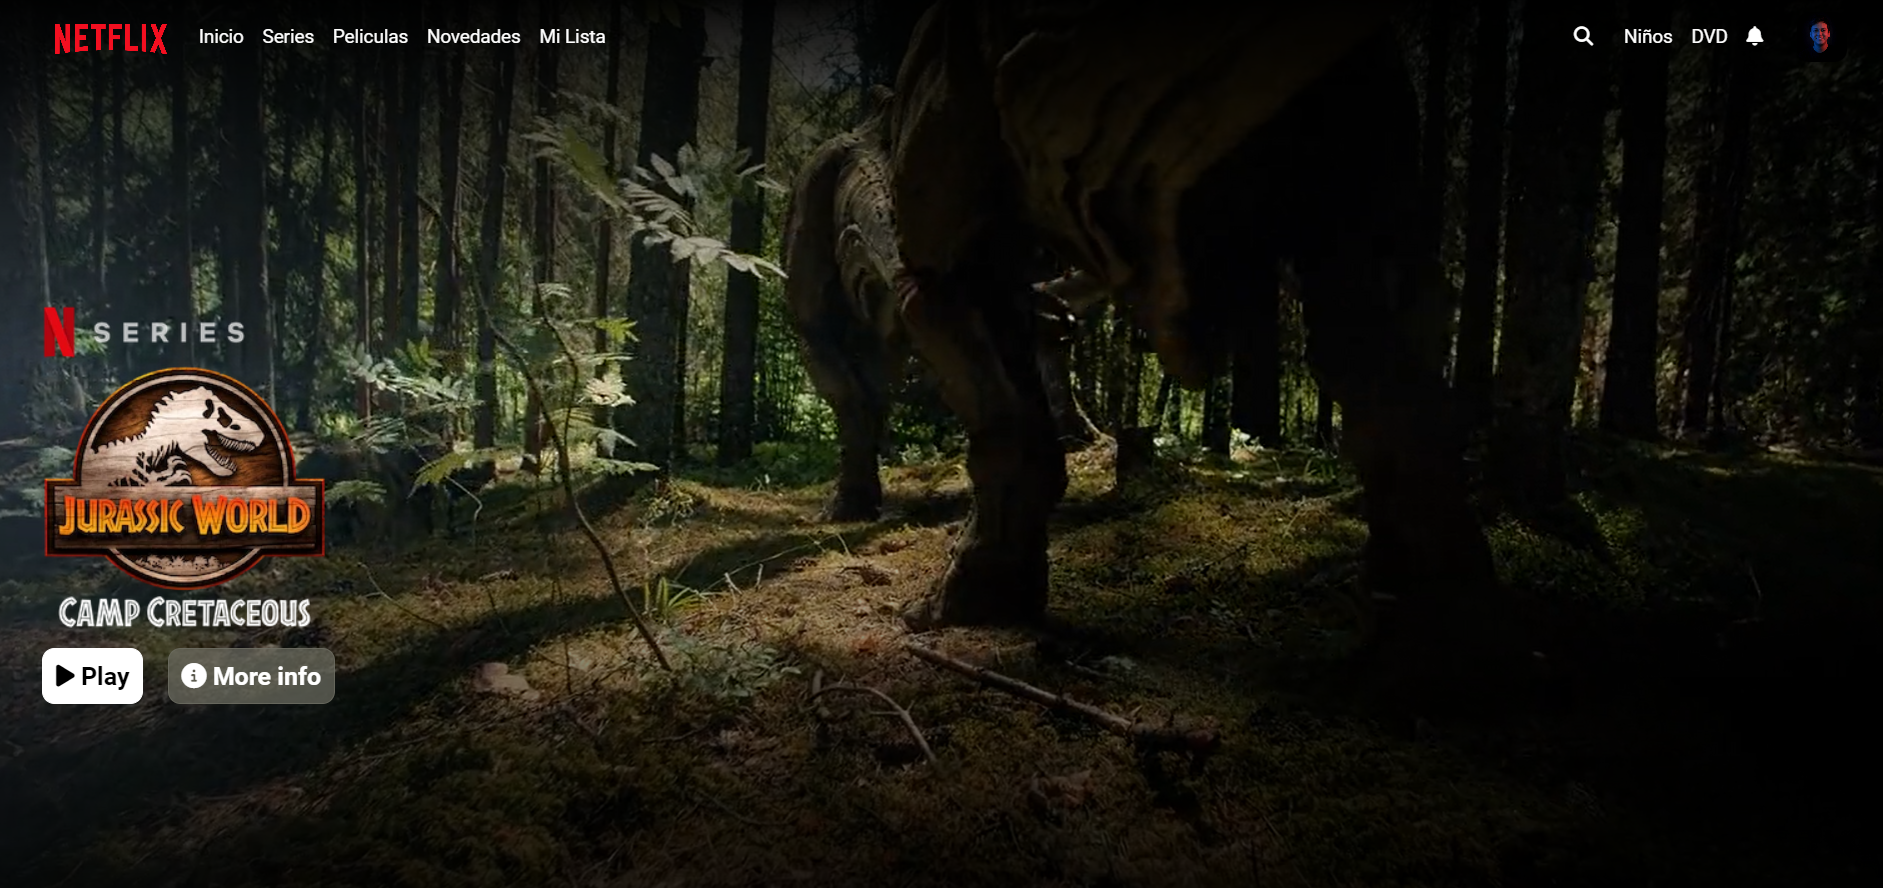 NETFLIX Inicio Series Peliculas Novedades Mi Lista Niños DVD
N SERIES
JURASSIC WORLD
CAMP CRETACEOUS
Play More info